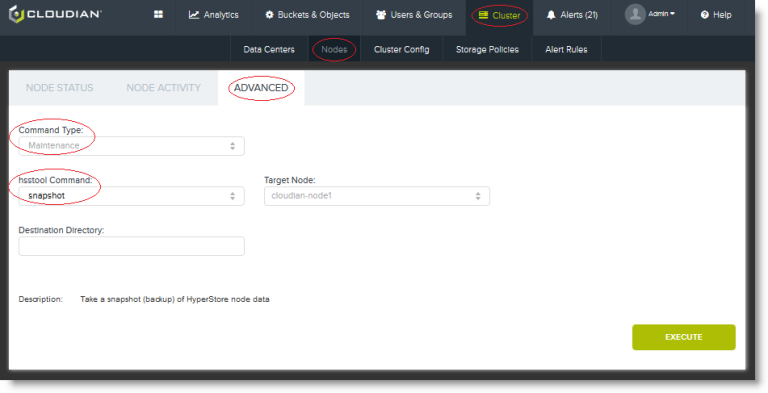 CLOUDIAN Analytics Buckets & Objects Users & Groups Cluster Alerts (21) Admin Help
Data Centers Nodes Cluster Config Storage Policies Alert Rules
NODE STATUS NODE ACTIVITY ADVANCED
Command Type:
Maintenance
hsstool Command: Target Node:
snapshot cloudian-node1
Destination Directory:
Description: Take a snapshot (backup) of HyperStore node data
EXECUTE